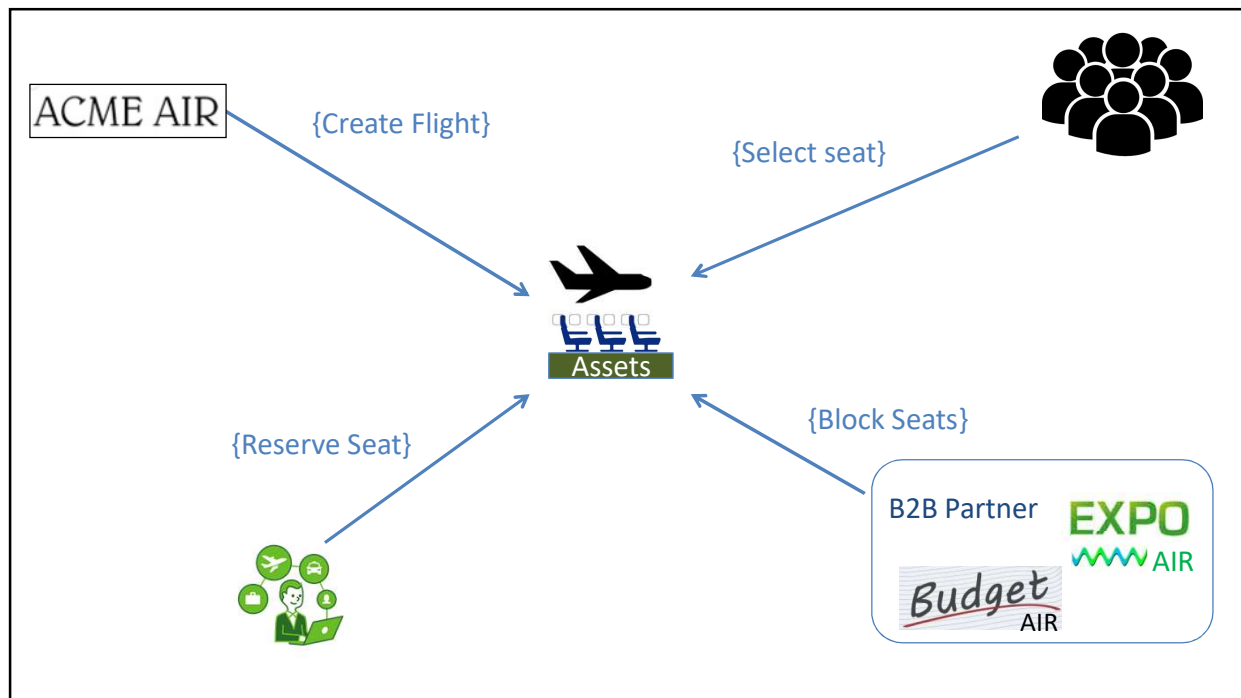 ACME AIR
{Create Flight}
{Select seat}
Assets
{Reserve Seat}
{Block Seats}
B2B Partner
EXPO
AIR
Budget
AIR